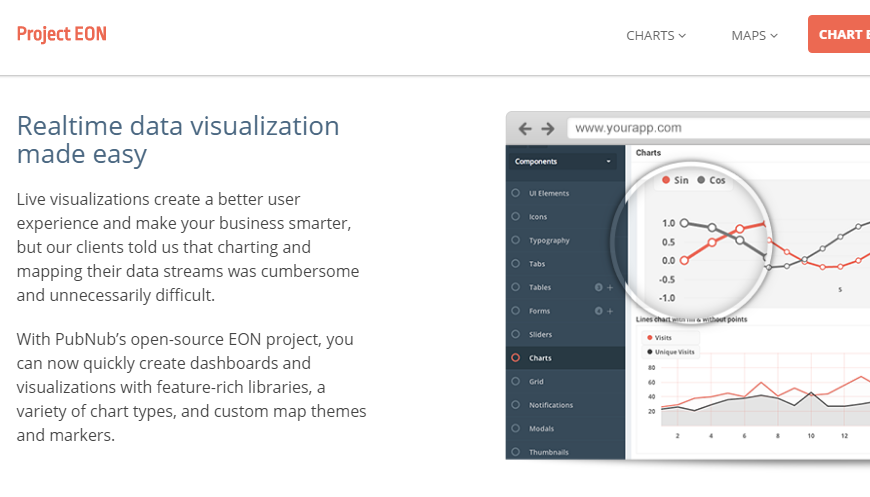 Project EON
CHARTS
MAPS
CHART E
Realtime data visualization
made easy
Live visualizations create a better user
experience and make your business smarter,
but our clients told us that charting and
mapping their data streams was cumbersome
and unnecessarily difficult.
With PubNub’s open-source EON project, you
can now quickly create dashboards and
visualizations with feature-rich libraries, a
variety of chart types, and custom map themes
and markers.
www.yourapp.com
Components
UI Elements
Icons
Typography
Tabs
Tables
Forms
Sliders
Charts
Grid
Notifications
Modals
Thumbnails
Charts
Sin Cos
1.0
0.5
0.0
-0.5
-1.0
5
Lines chart with fill & without points
Visits
Unique Visits
80
60
40
20
2 4 6 8 10 12